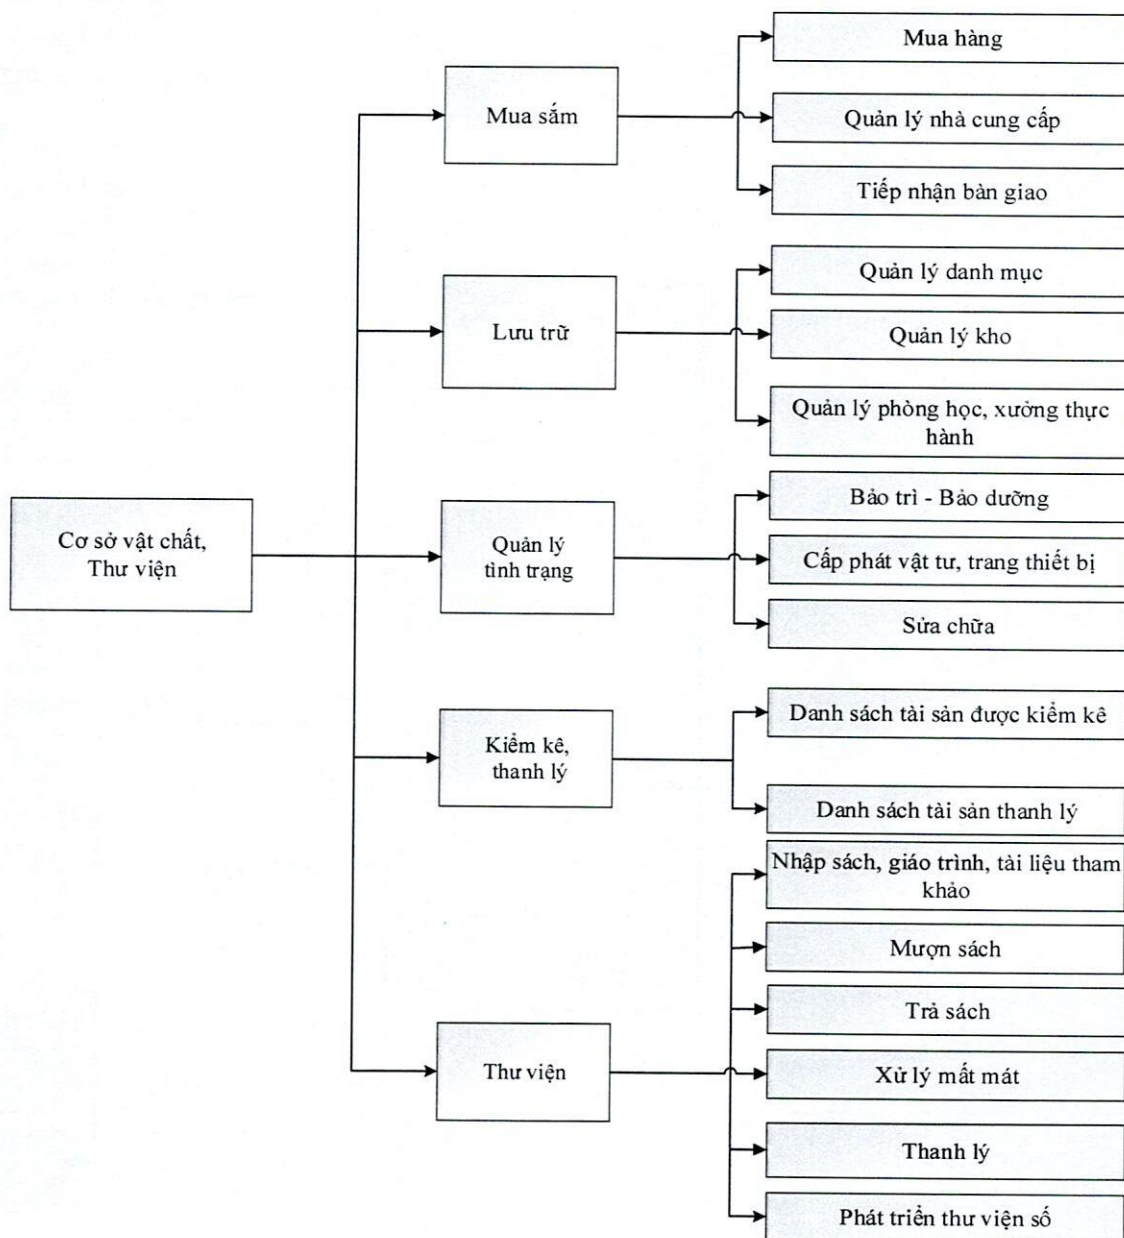 Mua hàng
Mua sắm
Quản lý nhà cung cấp
Tiếp nhận bàn giao
Quản lý danh mục
Lưu trữ
Quản lý kho
Quản lý phòng học, xưởng thực
hành
Cơ sở vật chất,
Thư viện
Bảo trì - Bảo dưỡng
Quản lý
tình trạng
Cấp phát vật tư, trang thiết bị
Sửa chữa
Danh sách tài sản được kiểm kê
Kiểm kê,
thanh lý
Danh sách tài sản thanh lý
Nhập sách, giáo trình, tài liệu tham
khảo
Mượn sách
Trả sách
Thư viện
Xử lý mất mát
Thanh lý
Phát triển thư viện số